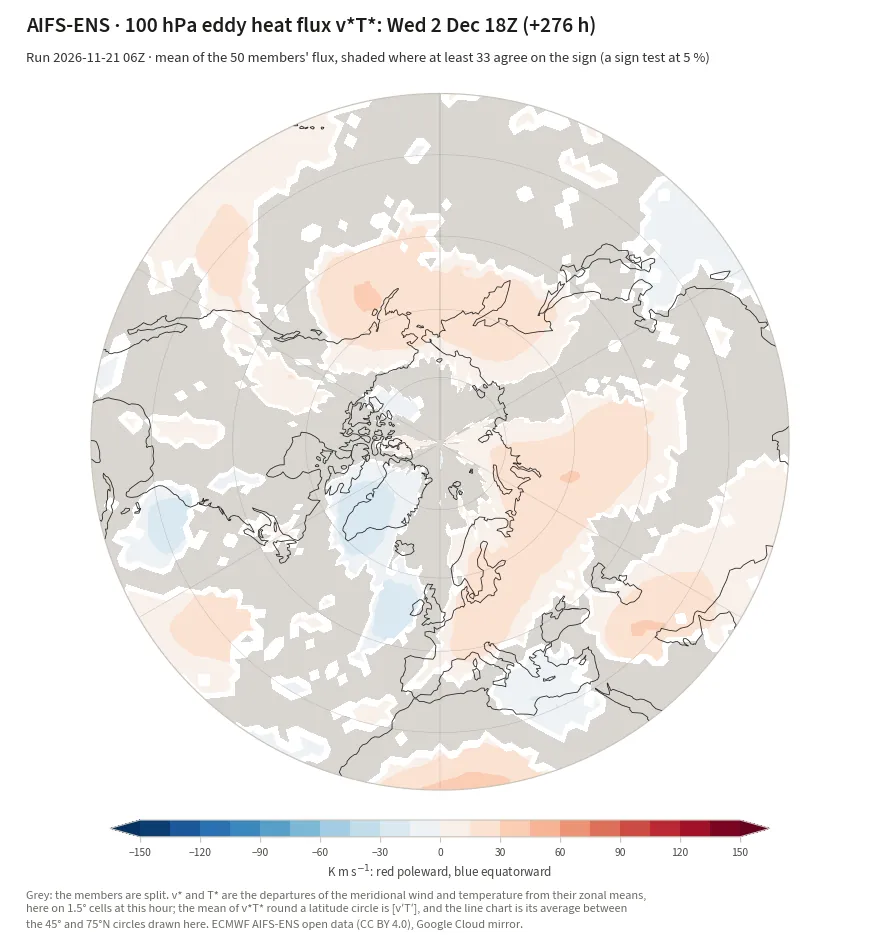 AIFS-ENS · 100 hPa eddy heat flux v*T*: Wed 2 Dec 18Z (+276 h)
Run 2026-11-21 06Z · mean of the 50 members' flux, shaded where at least 33 agree on the sign (a sign test at 5 %)
−150 −120 −90 −60 −30 0 30 60 90 120 150
K m s⁻¹: red poleward, blue equatorward
Grey: the members are split. v* and T* are the departures of the meridional wind and temperature from their zonal means,
here on 1.5° cells at this hour; the mean of v*T* round a latitude circle is [v′T′], and the line chart is its average between
the 45° and 75°N circles drawn here. ECMWF AIFS-ENS open data (CC BY 4.0), Google Cloud mirror.